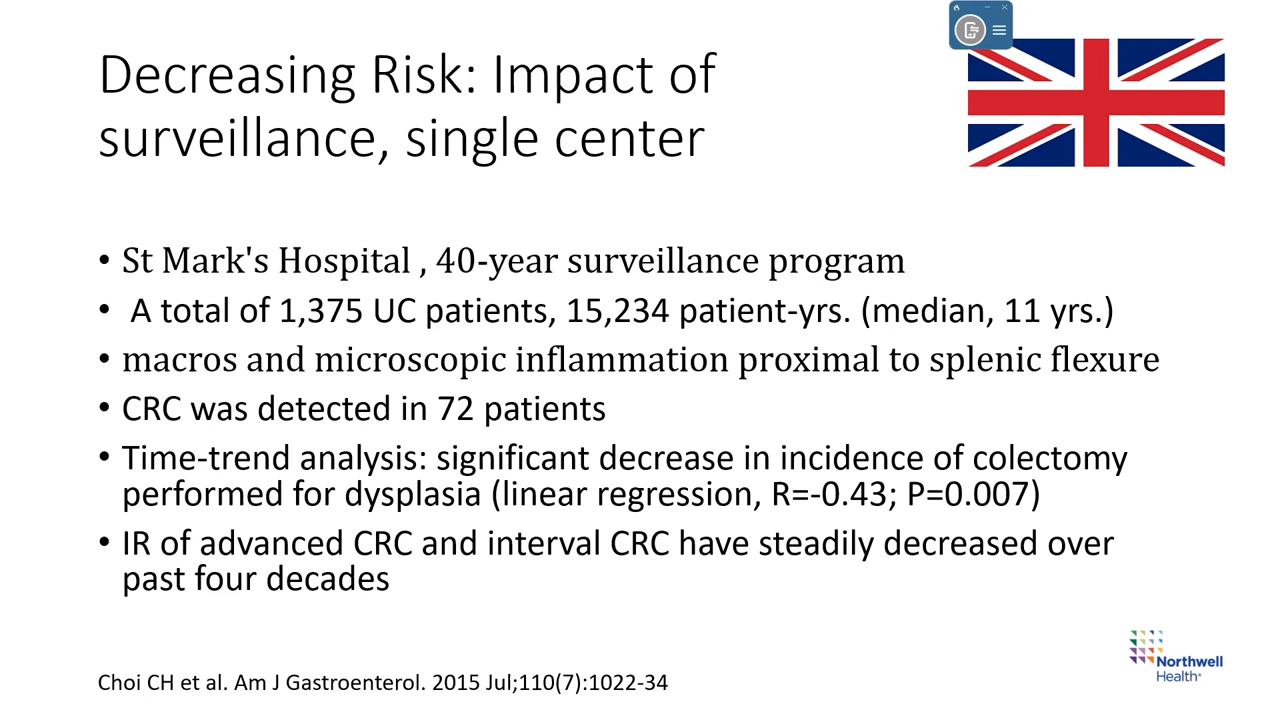 Decreasing Risk: Impact of
surveillance, single center
• St Mark's Hospital , 40-year surveillance program
• A total of 1,375 UC patients, 15,234 patient-yrs. (median, 11 yrs.)
• macros and microscopic inflammation proximal to splenic flexure
• CRC was detected in 72 patients
• Time-trend analysis: significant decrease in incidence of colectomy
performed for dysplasia (linear regression, R=-0.43; P=0.007)
• IR of advanced CRC and interval CRC have steadily decreased over
past four decades
Choi CH et al. Am J Gastroenterol. 2015 Jul;110(7):1022-34
Northwell
Health